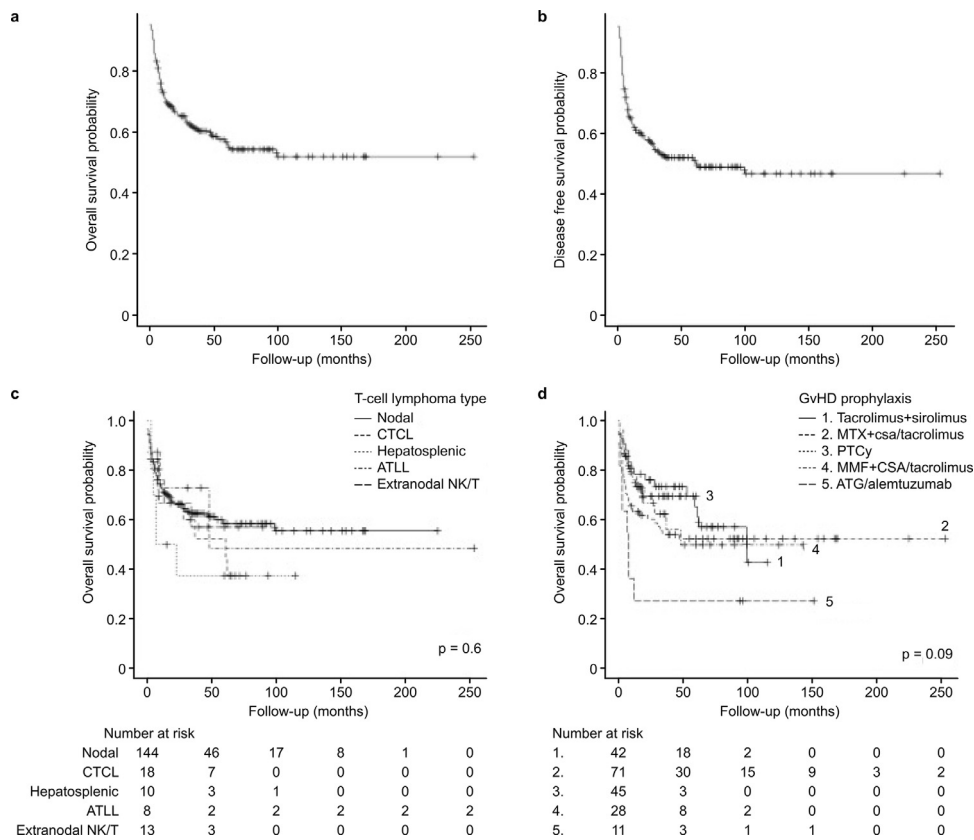 a
Overall survival probability
0.8
0.6
0.4
0.2
0
0 50 100 150 200 250
Follow-up (months)
b
Disease free survival probability
0.8
0.6
0.4
0.2
0
0 50 100 150 200 250
Follow-up (months)
c
T-cell lymphoma type
Nodal
CTCL
Hepatosplenic
ATLL
Extranodal NK/T
Overall survival probability
1.0
0.8
0.6
0.4
0.2
0
p = 0.6
0 50 100 150 200 250
Follow-up (months)
Number at risk
Nodal 144 46 17 8 1 0
CTCL 18 7 0 0 0 0
Hepatosplenic 10 3 1 0 0 0
ATLL 8 2 2 2 2 2
Extranodal NK/T 13 3 0 0 0 0
d
GvHD prophylaxis
1. Tacrolimus+sirolimus
2. MTX+csa/tacrolimus
3. PTCy
4. MMF+CSA/tacrolimus
5. ATG/alemtuzumab
Overall survival probability
1.0
0.8
0.6
0.4
0.2
0
3
2
4
1
5
p = 0.09
0 50 100 150 200 250
Follow-up (months)
Number at risk
1. 42 18 2 0 0 0
2. 71 30 15 9 3 2
3. 45 3 0 0 0 0
4. 28 8 2 0 0 0
5. 11 3 1 1 0 0